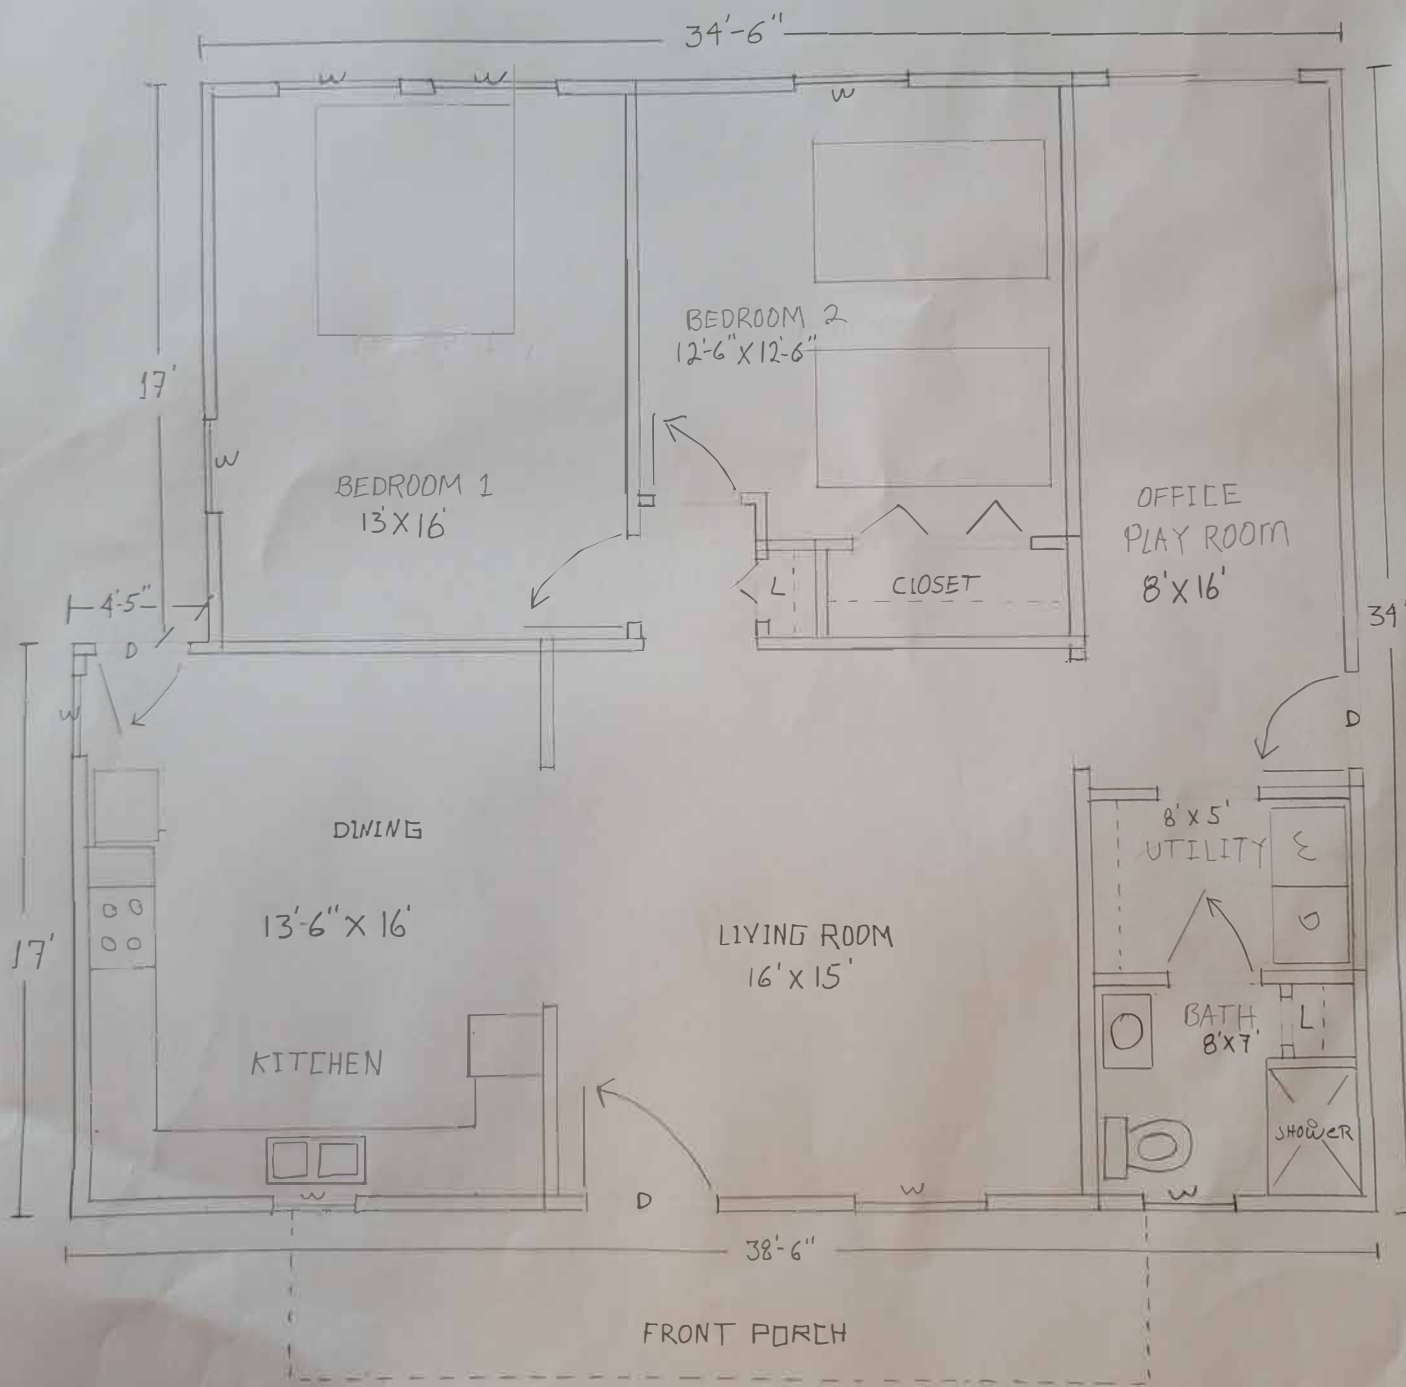 34'-6"
W
W
W
17'
BEDROOM 2
12'-6" X 12'-6"
W
BEDROOM 1
13' X 16'
OFFICE
PLAY ROOM
8' X 16'
L
CLOSET
4'-5"
34'
D
W
D
DINING
8' X 5'
UTILITY
13'-6" X 16'
17'
LIVING ROOM
16' X 15'
BATH
8'X7'
L
KITCHEN
SHOWER
W
D
W
W
38'-6"
FRONT PORCH